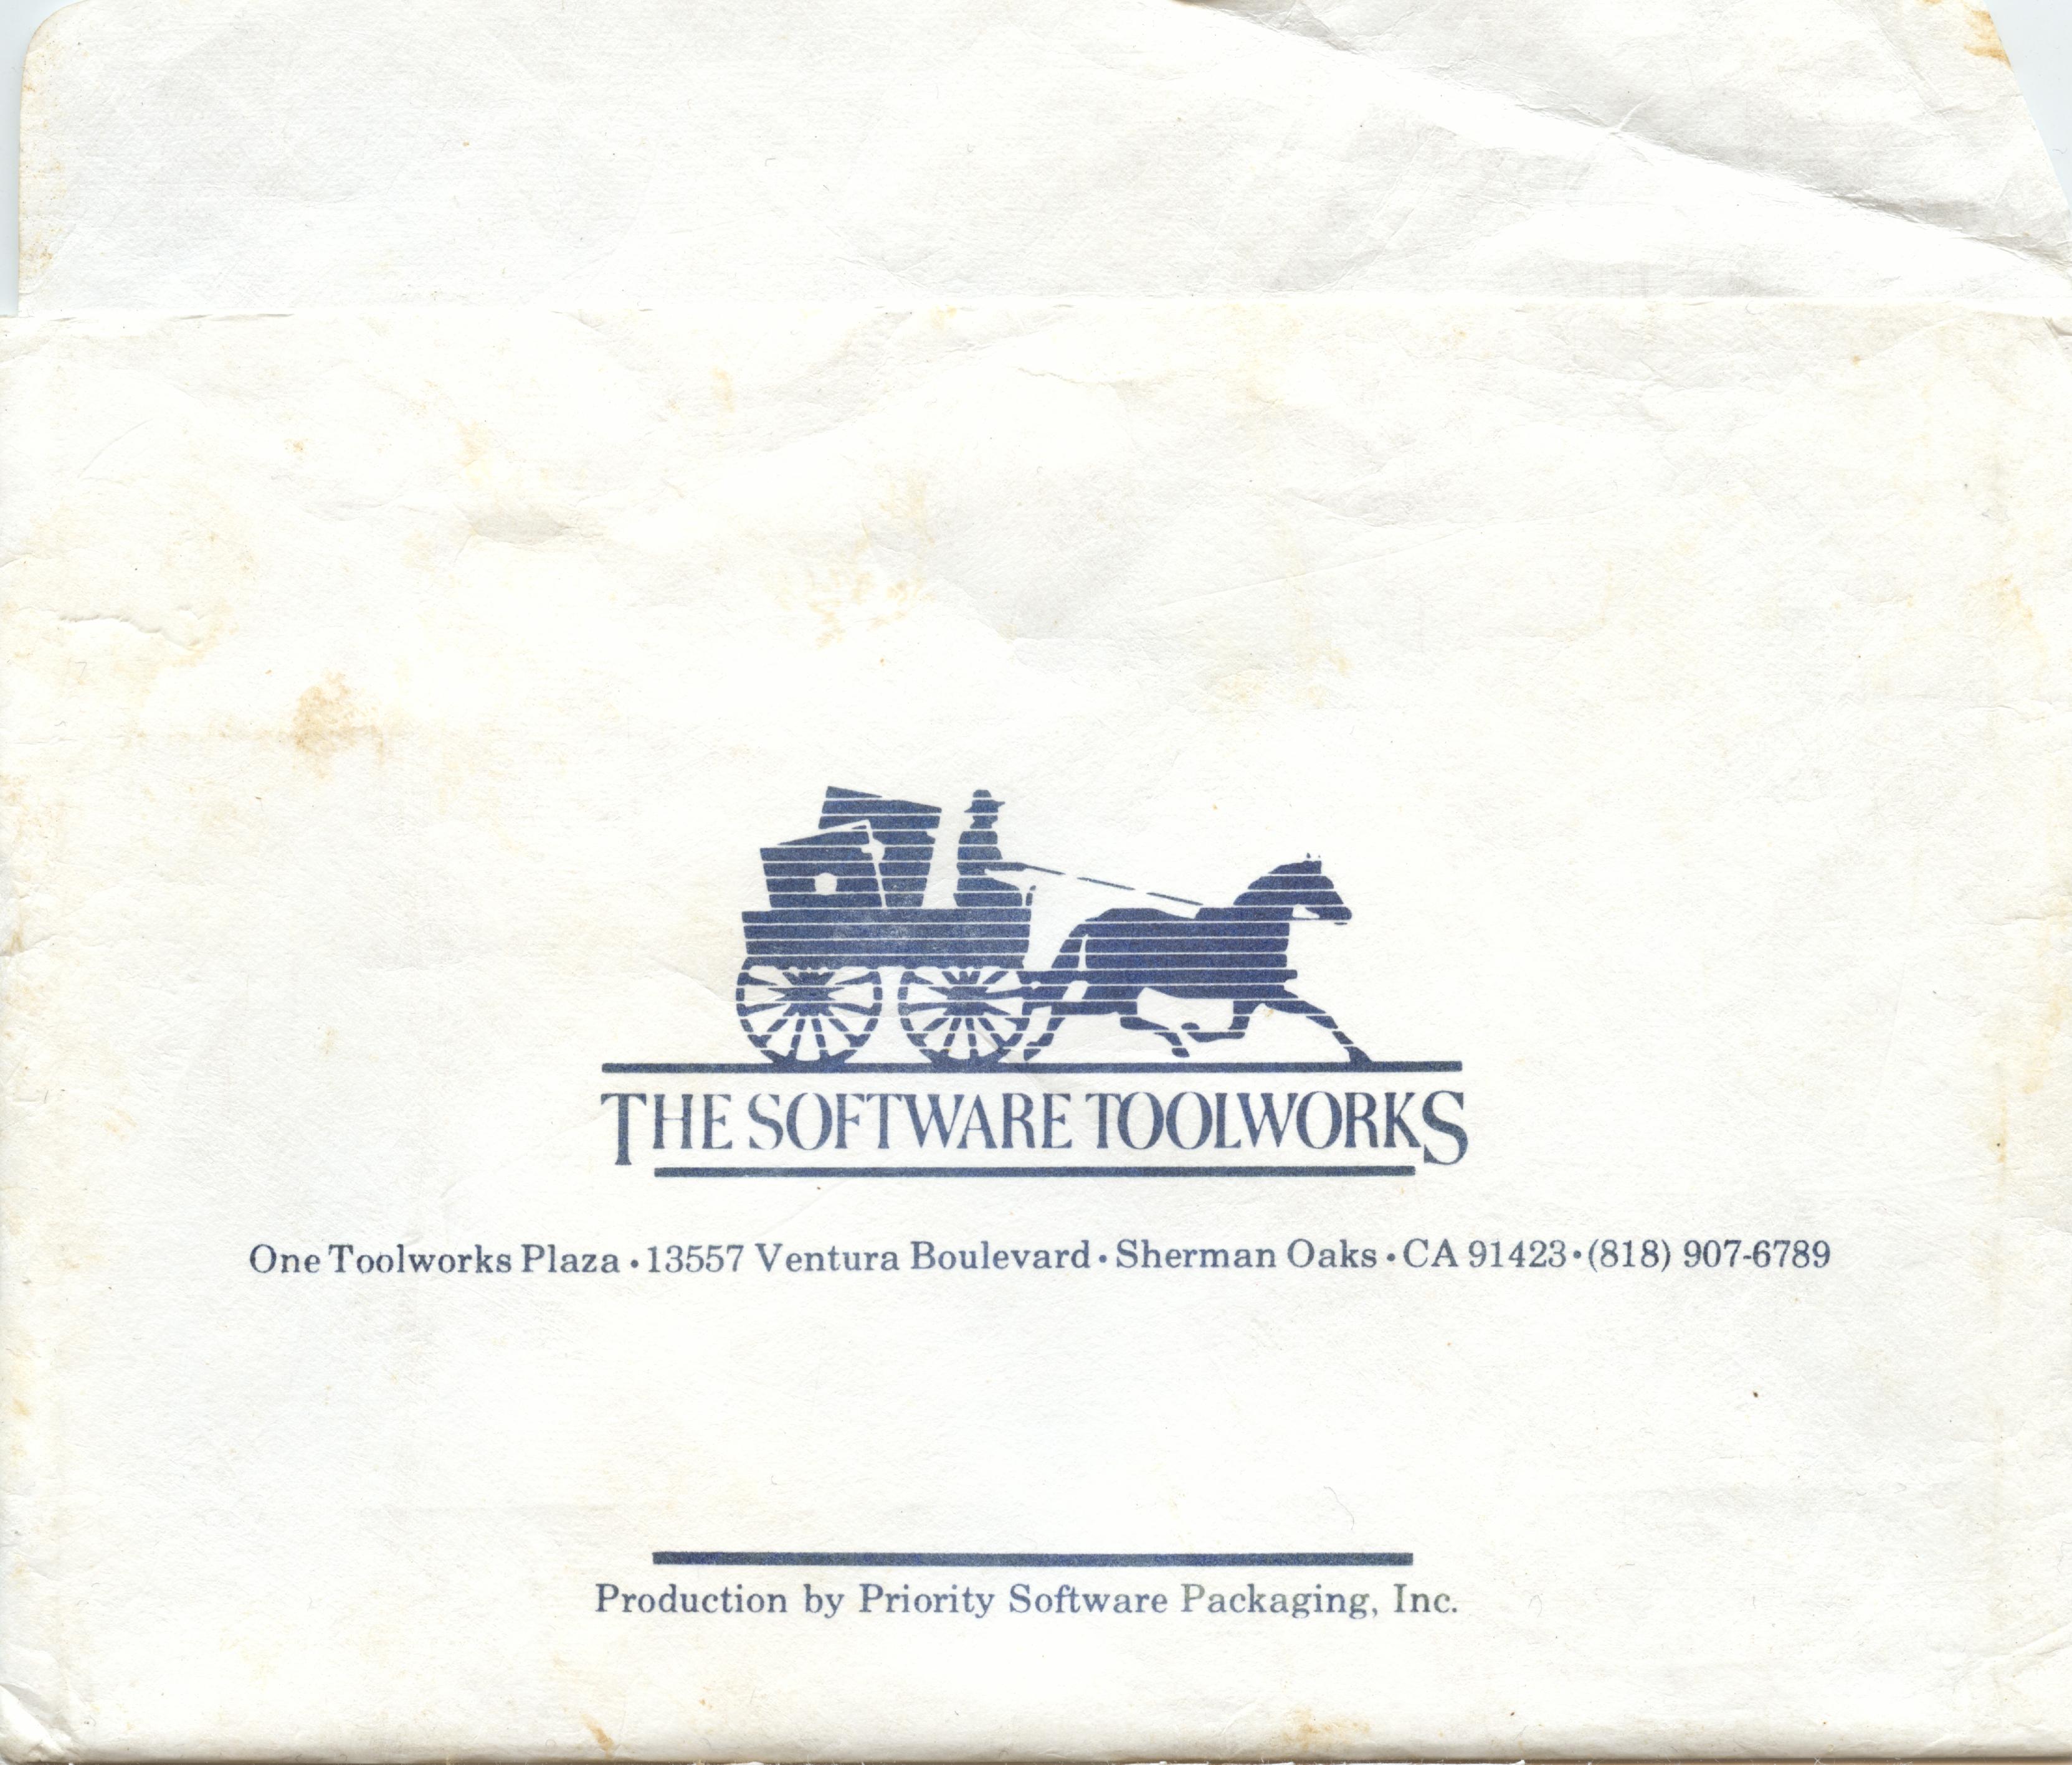 THE SOFTWARE TOOLWORKS
One Toolworks Plaza • 13557 Ventura Boulevard • Sherman Oaks • CA 91423 • (818) 907-6789
Production by Priority Software Packaging, Inc.